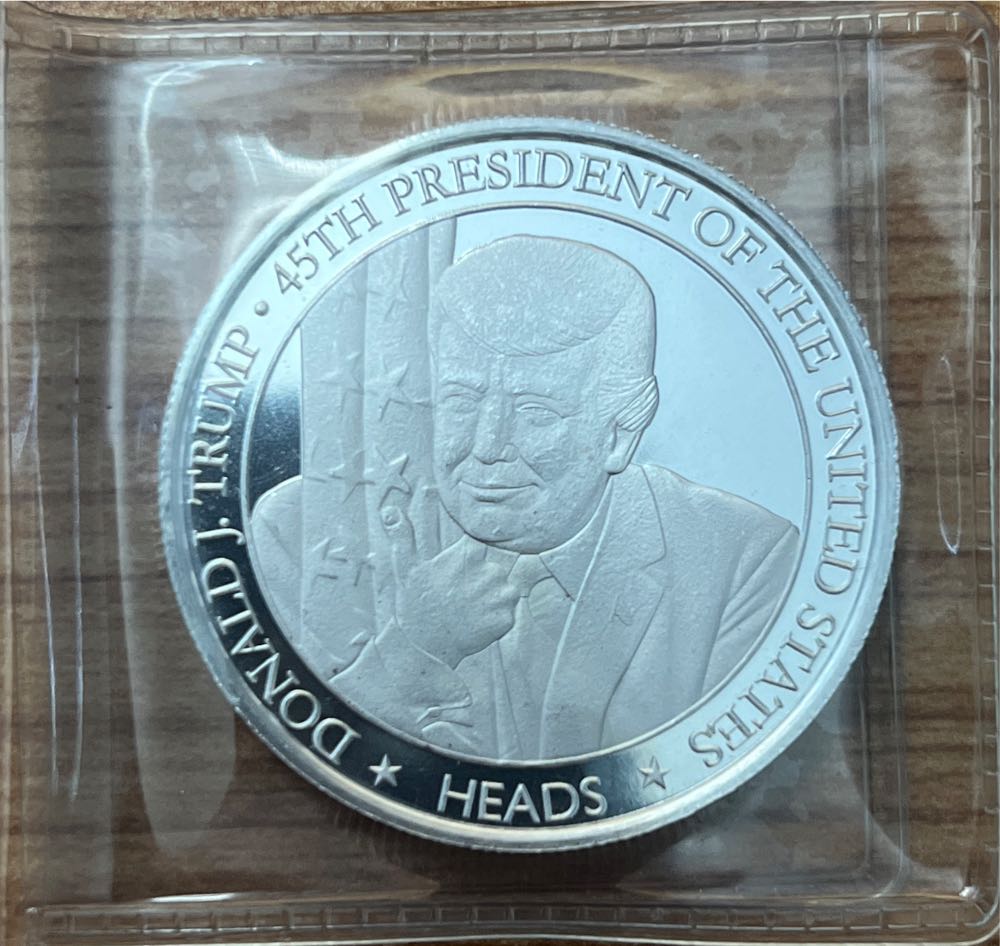 DONALD J. TRUMP • 45TH PRESIDENT OF THE UNITED STATES
★ HEADS ★